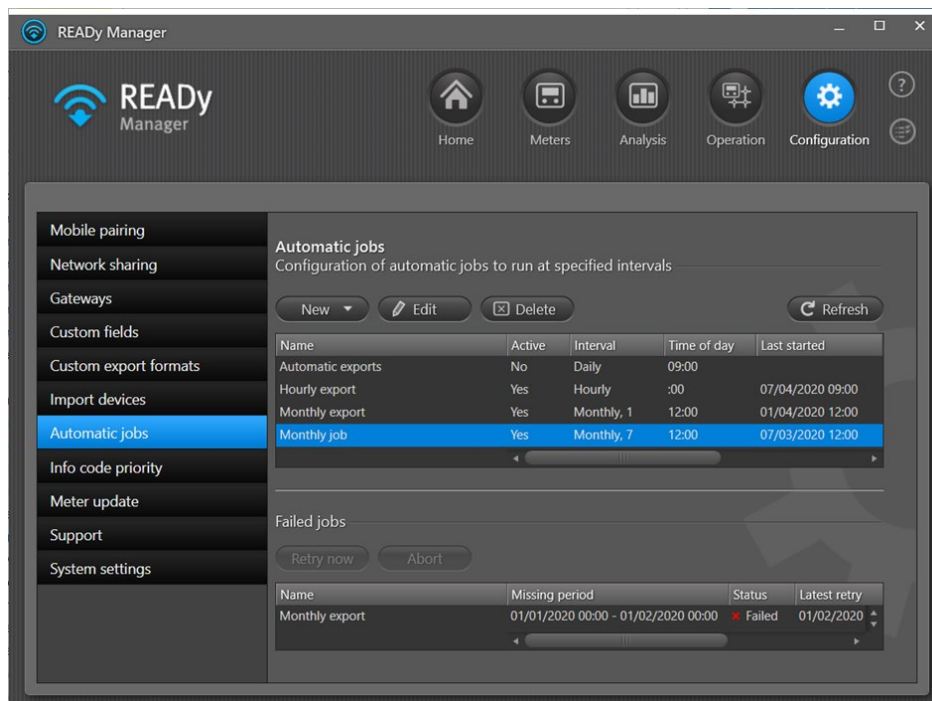 READy Manager
READy
Manager
Home
Meters
Analysis
Operation
Configuration
?
Mobile pairing
Network sharing
Gateways
Custom fields
Custom export formats
Import devices
Automatic jobs
Info code priority
Meter update
Support
System settings
Automatic jobs
Configuration of automatic jobs to run at specified intervals
New Edit Delete Refresh
Name Active Interval Time of day Last started
Automatic exports No Daily 09:00
Hourly export Yes Hourly :00 07/04/2020 09:00
Monthly export Yes Monthly, 1 12:00 01/04/2020 12:00
Monthly job Yes Monthly, 7 12:00 07/03/2020 12:00
Failed jobs
Retry now Abort
Name Missing period Status Latest retry
Monthly export 01/01/2020 00:00 - 01/02/2020 00:00 Failed 01/02/2020